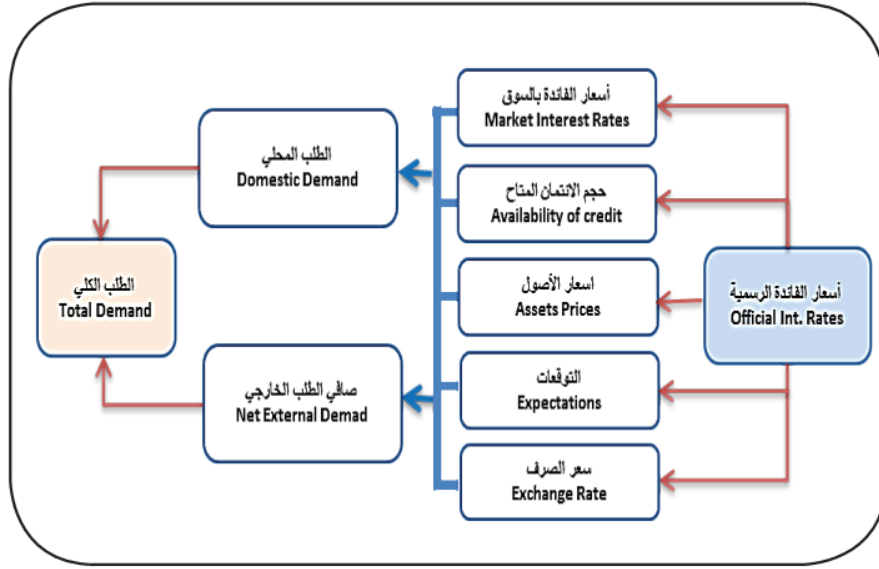 أسعار الفائدة بالسوق
Market Interest Rates
الطلب المحلي
Domestic Demand
حجم الائتمان المتاح
Availability of credit
الطلب الكلي
Total Demand
اسعار الأصول
Assets Prices
أسعار الفائدة الرسمية
Official Int. Rates
صافي الطلب الخارجي
Net External Demad
التوقعات
Expectations
سعر الصرف
Exchange Rate